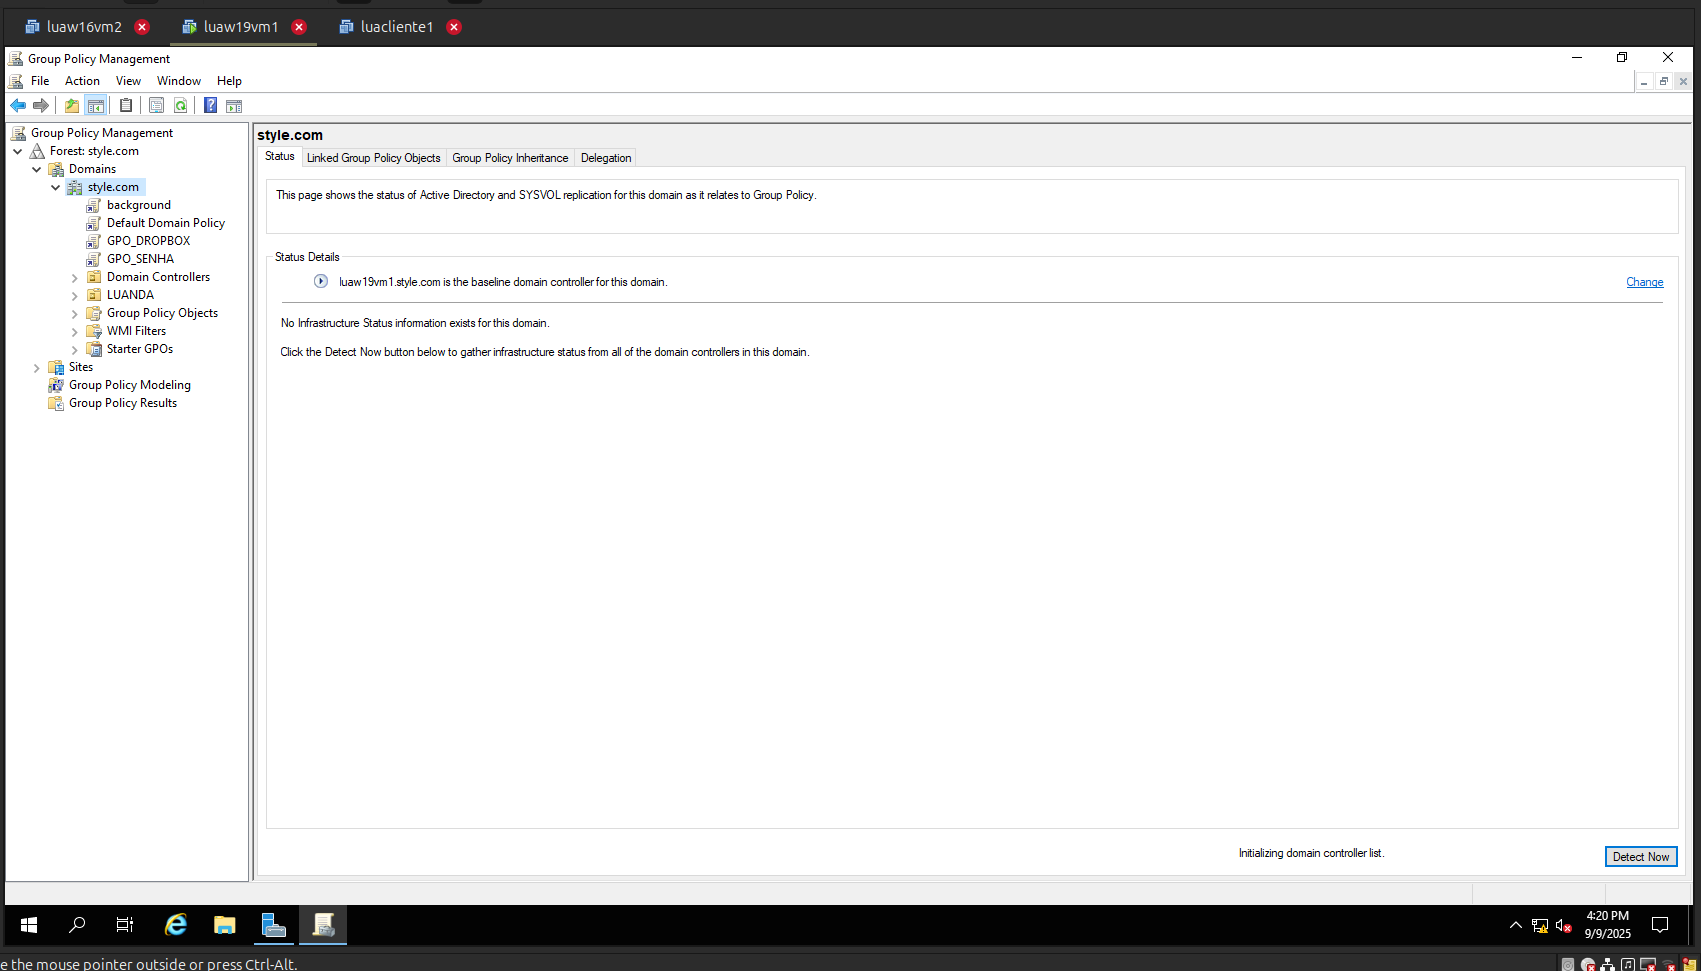 luaw16vm2
luaw19vm1
luacliente1
Group Policy Management
File Action View Window Help
Group Policy Management
Forest: style.com
Domains
style.com
background
Default Domain Policy
GPO_DROPBOX
GPO_SENHA
Domain Controllers
LUANDA
Group Policy Objects
WMI Filters
Starter GPOs
Sites
Group Policy Modeling
Group Policy Results
style.com
Status Linked Group Policy Objects Group Policy Inheritance Delegation
This page shows the status of Active Directory and SYSVOL replication for this domain as it relates to Group Policy.
Status Details
luaw19vm1.style.com is the baseline domain controller for this domain.
Change
No Infrastructure Status information exists for this domain.
Click the Detect Now button below to gather infrastructure status from all of the domain controllers in this domain.
Initializing domain controller list.
Detect Now
4:20 PM
9/9/2025
e the mouse pointer outside or press Ctrl-Alt.